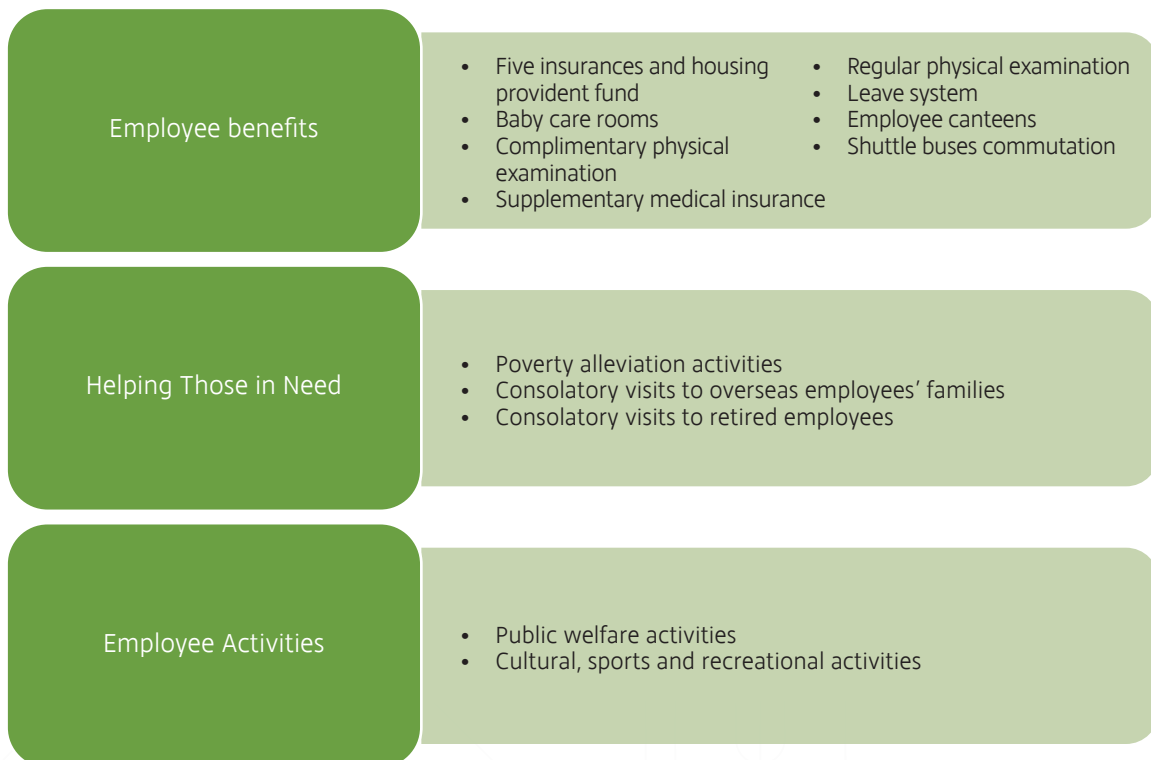 Employee benefits
• Five insurances and housing
provident fund
• Baby care rooms
• Complimentary physical
examination
• Supplementary medical insurance
• Regular physical examination
• Leave system
• Employee canteens
• Shuttle buses commutation
Helping Those in Need
• Poverty alleviation activities
• Consolatory visits to overseas employees’ families
• Consolatory visits to retired employees
Employee Activities
• Public welfare activities
• Cultural, sports and recreational activities